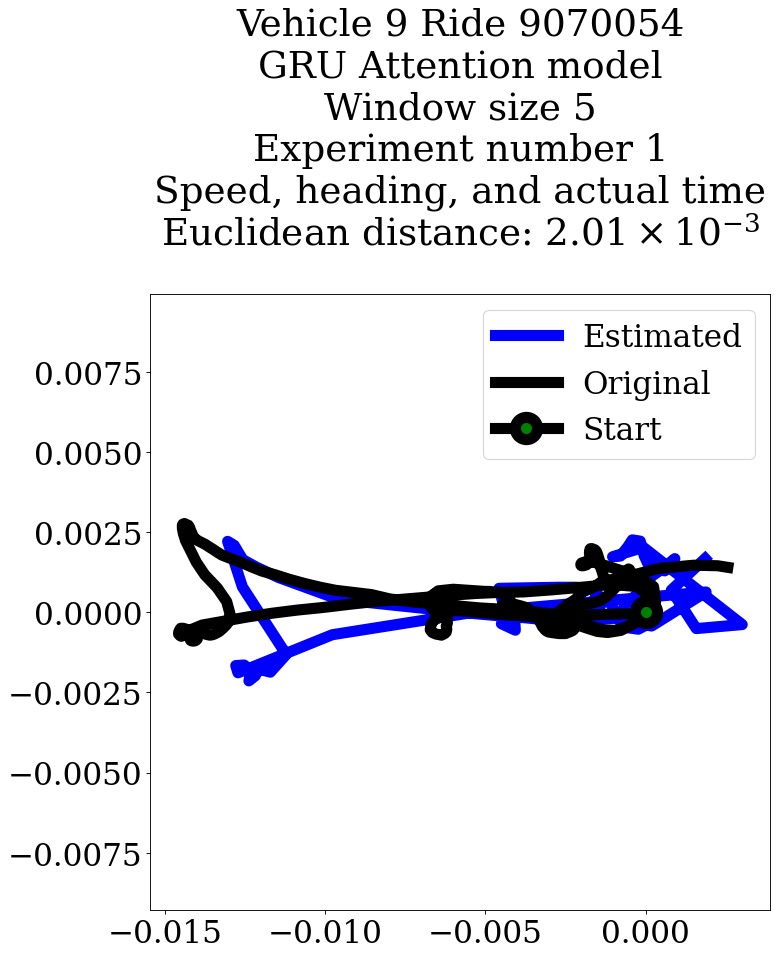 Vehicle 9 Ride 9070054
GRU Attention model
Window size 5
Experiment number 1
Speed, heading, and actual time
Euclidean distance: 2.01 × 10⁻³
Estimated
Original
Start
0.0075
0.0050
0.0025
0.0000
−0.0025
−0.0050
−0.0075
−0.015
−0.010
−0.005
0.000